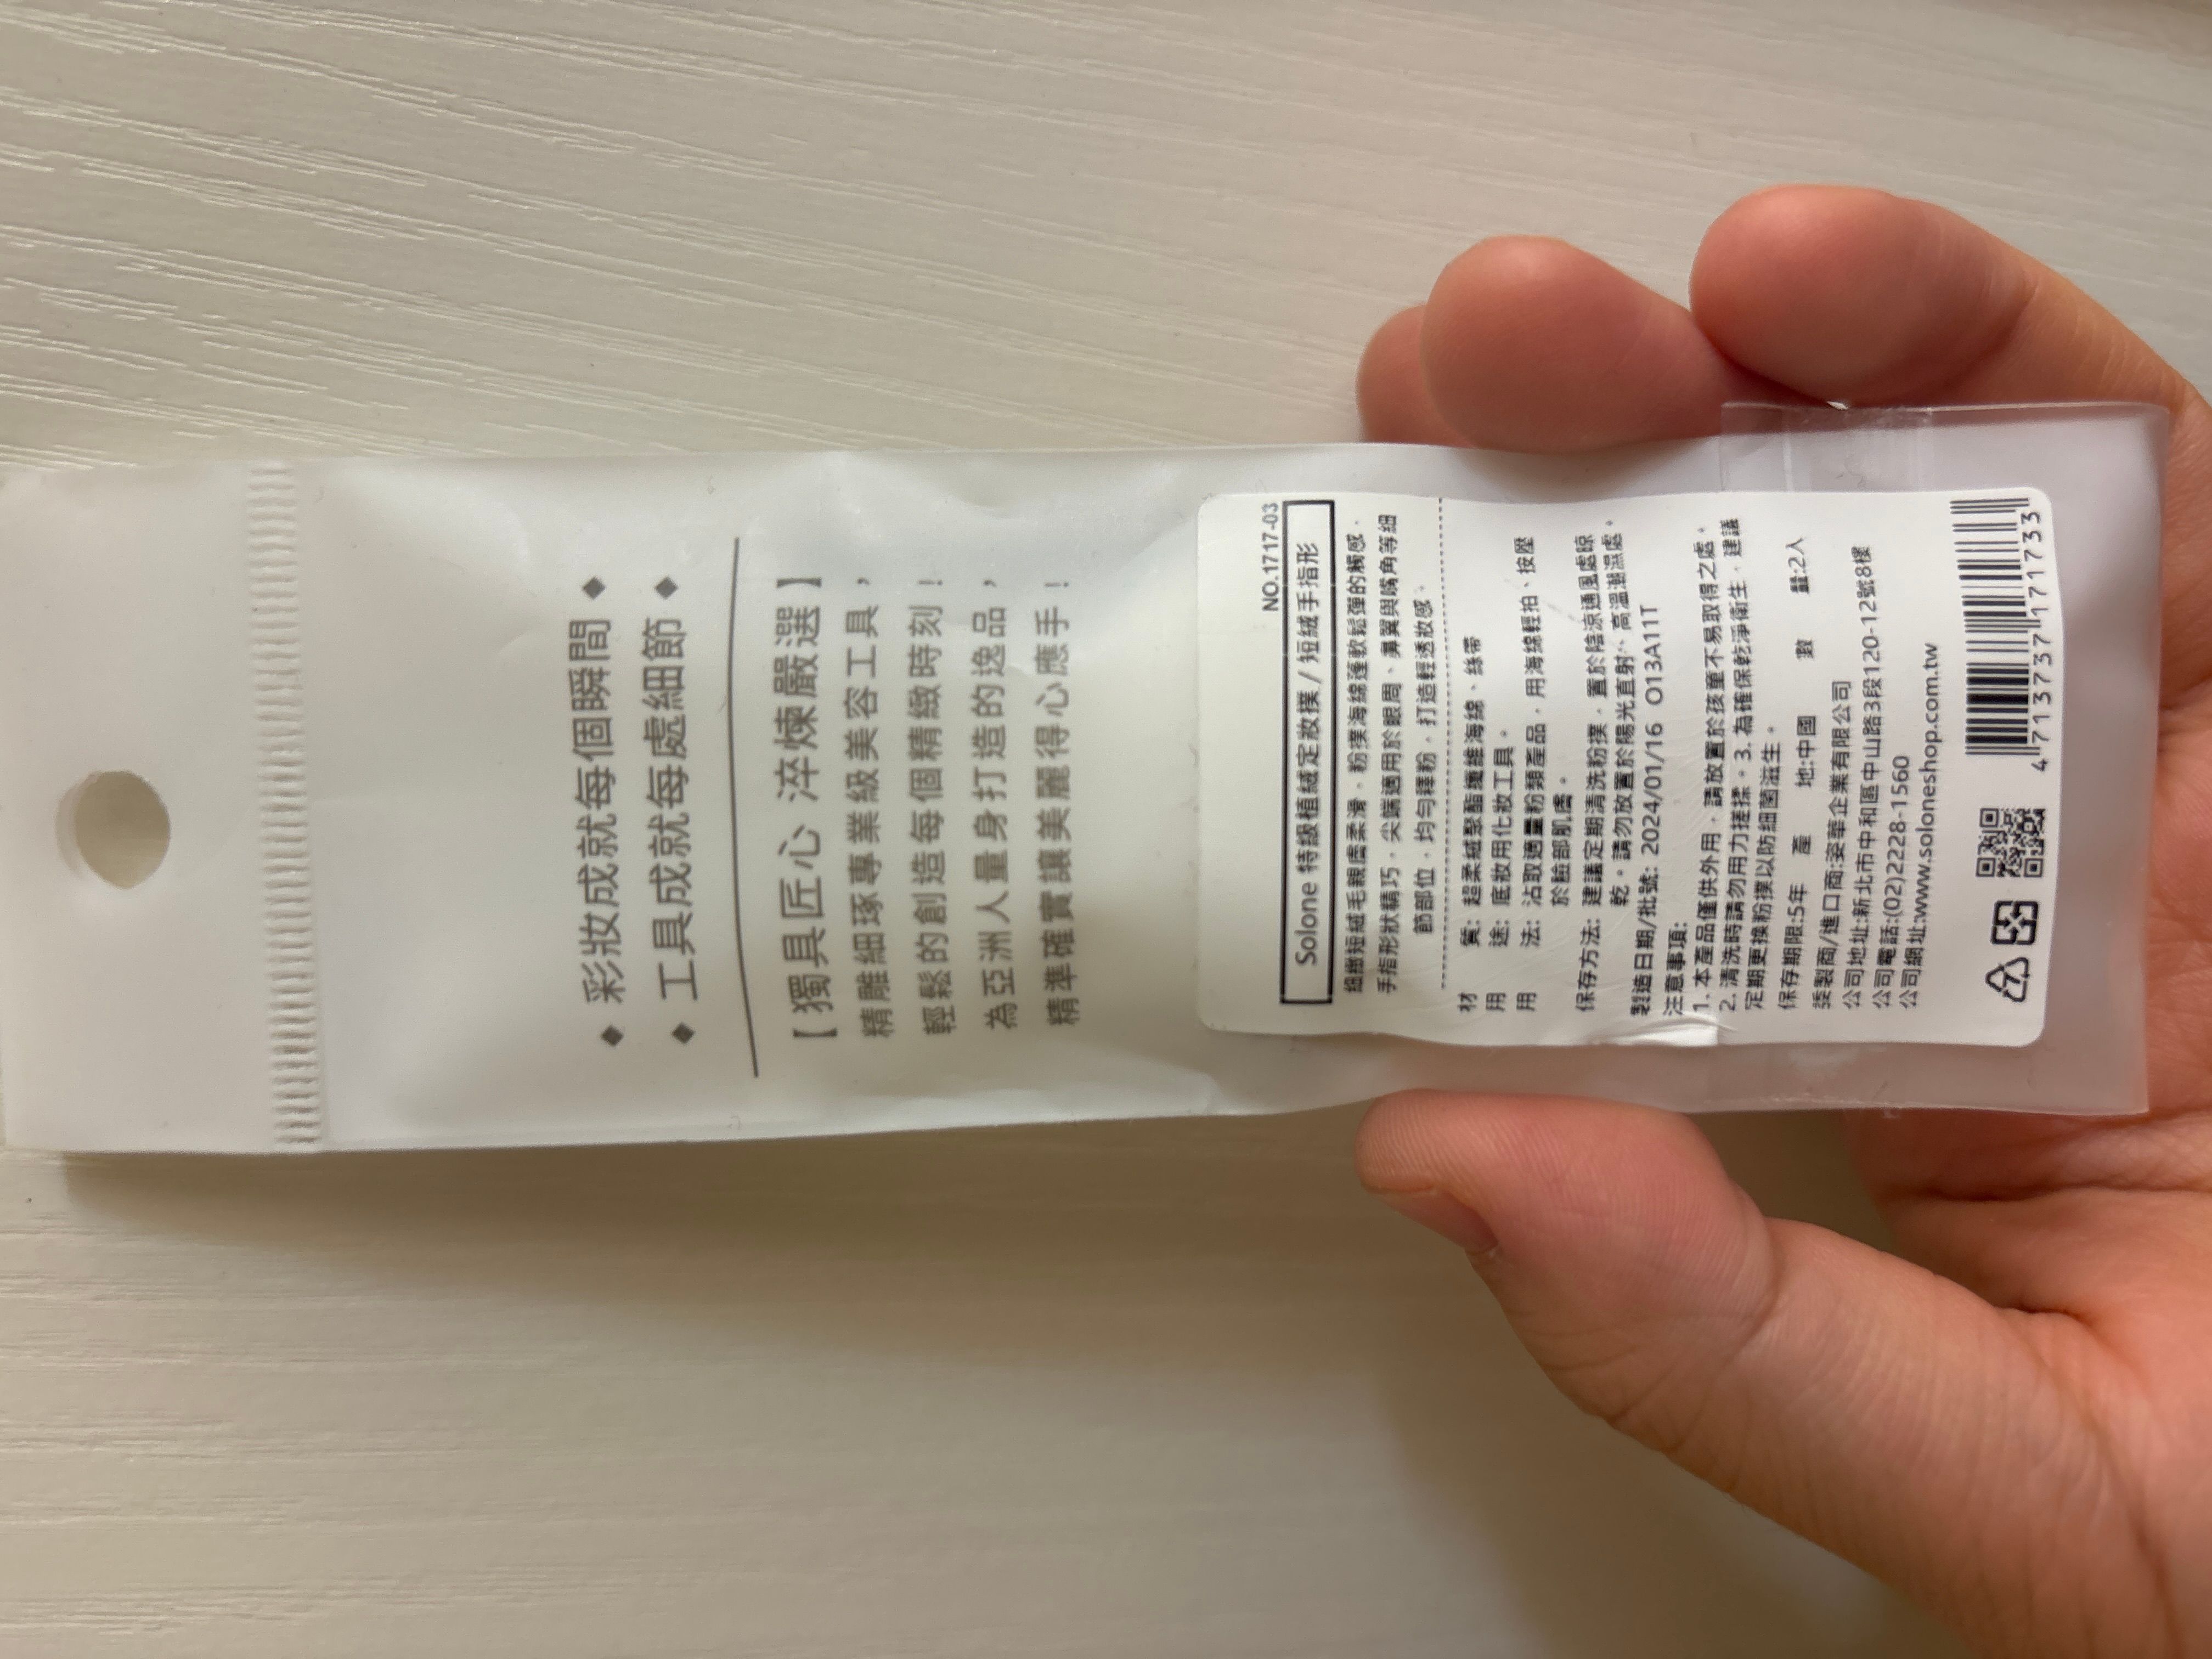 ◆ 彩妝成就每個瞬間 ◆
◆ 工具成就每處細節 ◆
【獨具匠心 淬煉嚴選】
精雕細琢專業級美容工具，
輕鬆的創造每個精緻時刻！
為亞洲人量身打造的逸品，
精準確實讓美麗得心應手！
NO.1717-03
Solone 特級植絨定妝撲 / 短絨手指形
細緻短絨毛親膚柔滑，粉撲海綿蓬軟鬆彈的觸感，
手指形狀精巧，尖端適用於眼周、鼻翼與嘴角等細
節部位，均勻釋粉，打造輕透妝感。
材 質: 超柔絨聚酯纖維海綿、絲帶
用 途: 底妝用化妝工具。
用 法: 沾取適量粉類產品，用海綿輕拍、按壓
於臉部肌膚。
保存方法: 建議定期清洗粉撲，置於陰涼通風處晾
乾。請勿放置於陽光直射、高溫潮濕處。
製造日期/批號: 2024/01/16 O13A11T
注意事項:
1. 本產品僅供外用，請放置於孩童不易取得之處。
2. 清洗時請勿用力搓揉。3. 為確保乾淨衛生，建議
定期更換粉撲以防細菌滋生。
保存期限:5年 產 地:中國 數 量:2入
委製商/進口商:姿華企業有限公司
公司地址:新北市中和區中山路3段120-12號8樓
公司電話:(02)2228-1560
公司網址:www.soloneshop.com.tw
4 713737 171733